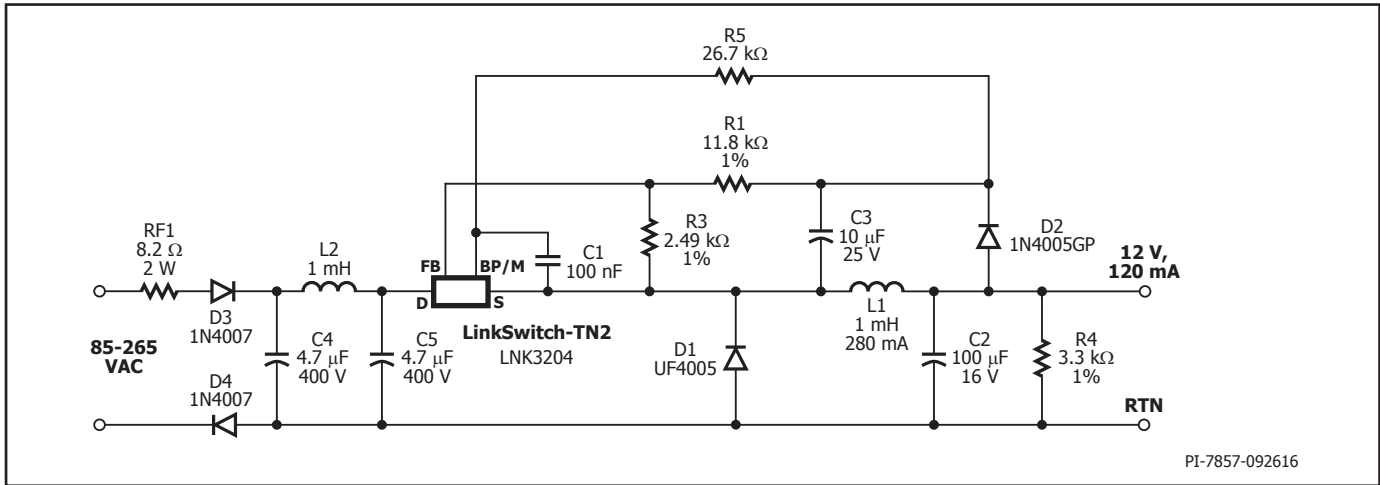 R5
26.7 kΩ
R1
11.8 kΩ
1%
RF1
8.2 Ω
2 W
L2
1 mH
FB
BP/M
C1
100 nF
R3
2.49 kΩ
1%
C3
10 µF
25 V
D2
1N4005GP
12 V,
120 mA
D
S
D3
1N4007
85-265
VAC
C4
4.7 µF
400 V
C5
4.7 µF
400 V
LinkSwitch-TN2
LNK3204
D1
UF4005
L1
1 mH
280 mA
C2
100 µF
16 V
R4
3.3 kΩ
1%
D4
1N4007
RTN
PI-7857-092616